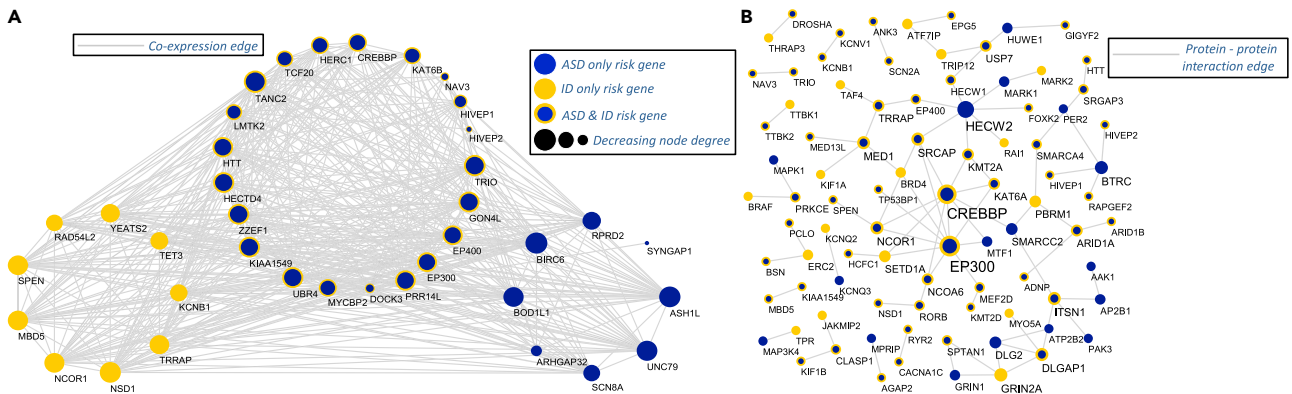 A
Co-expression edge
ASD only risk gene
ID only risk gene
ASD & ID risk gene
Decreasing node degree
HERC1
CREBBP
TCF20
KAT6B
NAV3
TANC2
HIVEP1
LMTK2
HIVEP2
HTT
TRIO
HECTD4
GON4L
ZZEF1
EP400
KIAA1549
EP300
UBR4
MYCBP2
DOCK3
PRR14L
RAD54L2
YEATS2
TET3
SPEN
KCNB1
MBD5
TRRAP
NCOR1
NSD1
RPRD2
BIRC6
SYNGAP1
BOD1L1
ASH1L
ARHGAP32
UNC79
SCN8A
B
Protein - protein
interaction edge
DROSHA
THRAP3
KCNV1
KCNB1
ANK3
SCN2A
ATF7IP
EPG5
TRIP12
USP7
HUWE1
GIGYF2
NAV3
TRIO
TAF4
HECW1
MARK1
MARK2
HTT
SRGAP3
TTBK1
TTBK2
TRRAP
EP400
HECW2
FOXK2
PER2
HIVEP2
MED13L
MED1
SRCAP
RAI1
SMARCA4
MAPK1
KIF1A
BRD4
KMT2A
HIVEP1
BTRC
BRAF
PRKCE
SPEN
TP53BP1
KAT6A
RAPGEF2
CREBBP
PBRM1
PCLO
KCNQ2
NCOR1
SMARCC2
ARID1A
ARID1B
BSN
ERC2
HCFC1
SETD1A
EP300
MTF1
KCNQ3
NCOA6
MEF2D
ADNP
AAK1
MBD5
KIAA1549
NSD1
RORB
KMT2D
ITSN1
AP2B1
JAKMIP2
MYO5A
MAP3K4
TPR
MPRIP
RYR2
SPTAN1
DLG2
ATP2B2
PAK3
KIF1B
CLASP1
AGAP2
CACNA1C
GRIN1
GRIN2A
DLGAP1